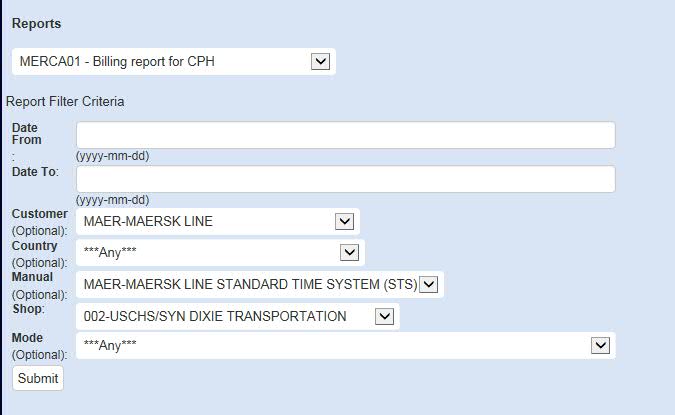 Reports
MERCA01 - Billing report for CPH
Report Filter Criteria
Date
From
:
(yyyy-mm-dd)
Date To:
(yyyy-mm-dd)
Customer
(Optional):
MAER-MAERSK LINE
Country
(Optional):
***Any***
Manual
(Optional):
MAER-MAERSK LINE STANDARD TIME SYSTEM (STS)
Shop:
002-USCHS/SYN DIXIE TRANSPORTATION
Mode
(Optional):
***Any***
Submit